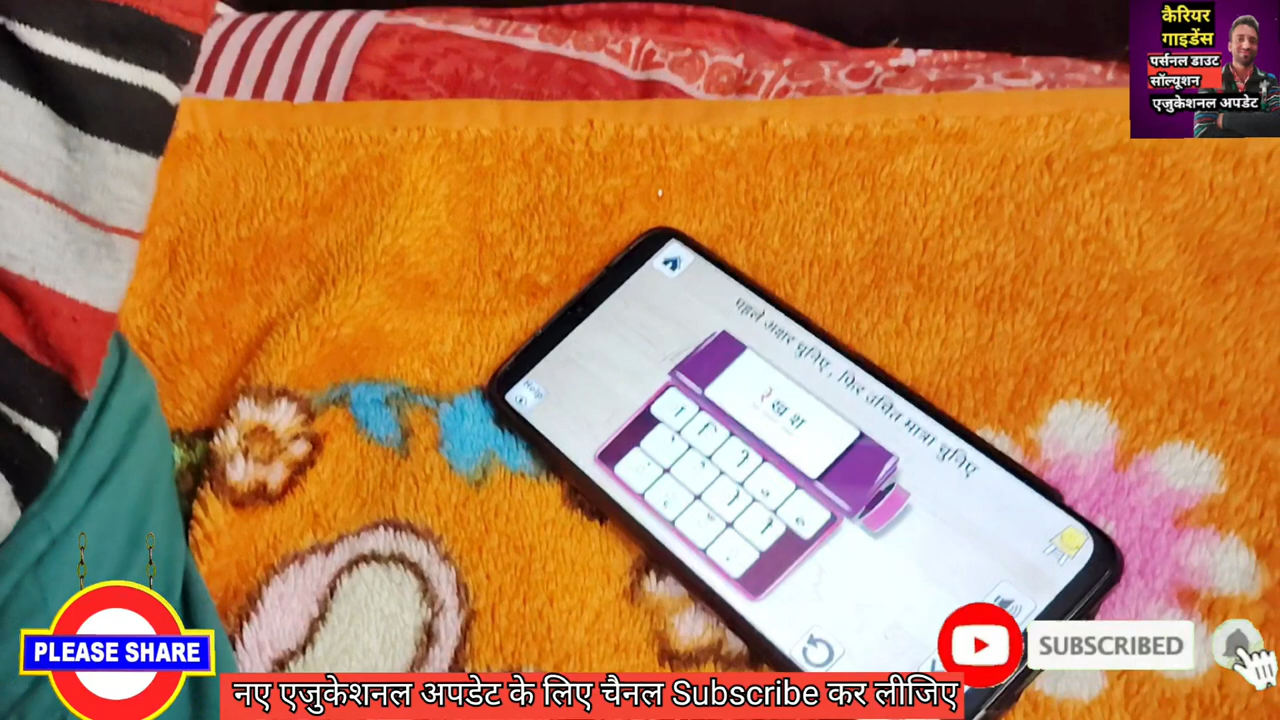 कैरियर
गाइडेंस
पर्सनल डाउट
सॉल्यूशन
एजुकेशनल अपडेट
पहले अक्षर चुनिए , फिर उचित मात्रा चुनिए
Help
PLEASE SHARE
SUBSCRIBED
नए एजुकेशनल अपडेट के लिए चैनल Subscribe कर लीजिए